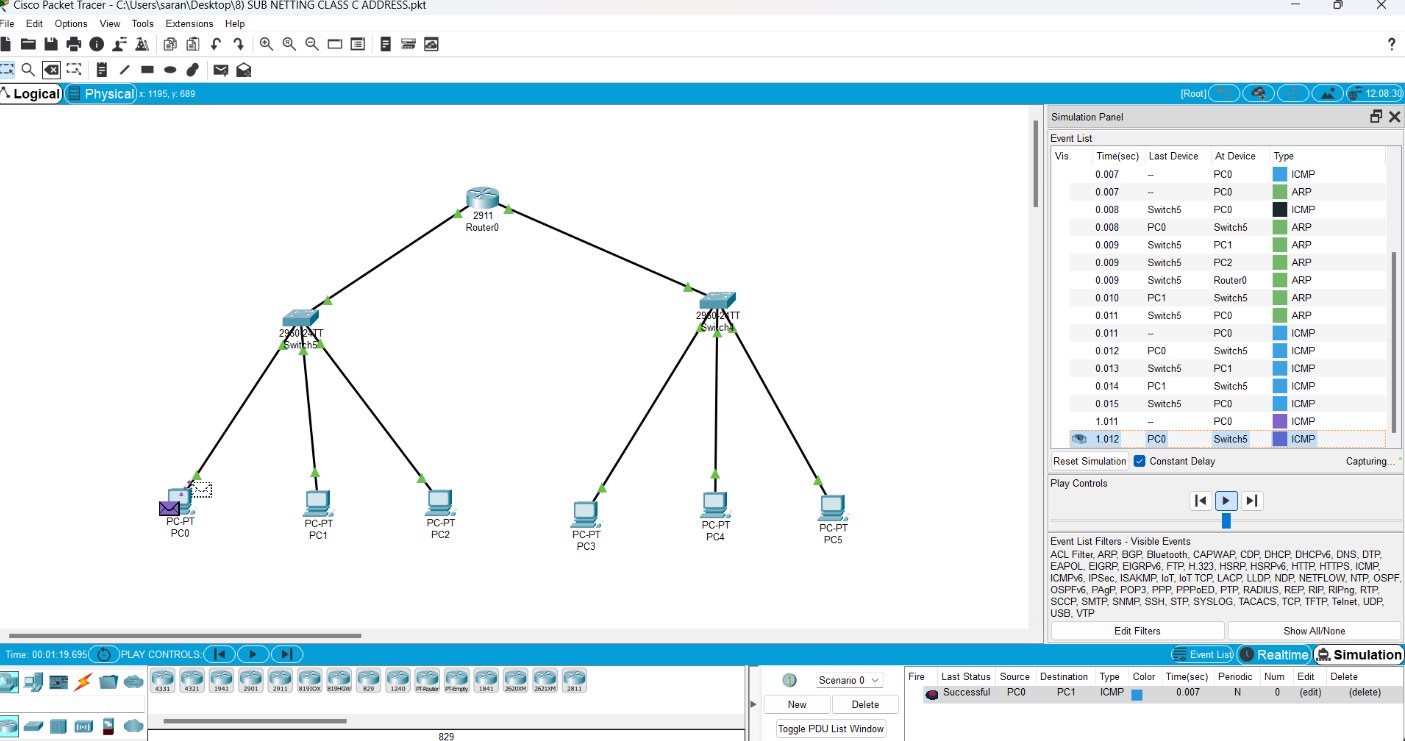 Cisco Packet Tracer - C:\Users\saran\Desktop\8) SUB NETTING CLASS C ADDRESS.pkt
File Edit Options View Tools Extensions Help
?
Logical Physical x: 1195, y: 689 [Root] 12:08:30
2911
Router0
2960-24TT
Switch5
2960-24TT
Switch4
PC-PT
PC0
PC-PT
PC1
PC-PT
PC2
PC-PT
PC3
PC-PT
PC4
PC-PT
PC5
Simulation Panel
Event List
Vis. Time(sec) Last Device At Device Type
0.007 -- PC0 ICMP
0.007 -- PC0 ARP
0.008 Switch5 PC0 ICMP
0.008 PC0 Switch5 ARP
0.009 Switch5 PC1 ARP
0.009 Switch5 PC2 ARP
0.009 Switch5 Router0 ARP
0.010 PC1 Switch5 ARP
0.011 Switch5 PC0 ARP
0.011 -- PC0 ICMP
0.012 PC0 Switch5 ICMP
0.013 Switch5 PC1 ICMP
0.014 PC1 Switch5 ICMP
0.015 Switch5 PC0 ICMP
1.011 -- PC0 ICMP
1.012 PC0 Switch5 ICMP
Reset Simulation Constant Delay Capturing...
Play Controls
Event List Filters - Visible Events
ACL Filter, ARP, BGP, Bluetooth, CAPWAP, CDP, DHCP, DHCPv6, DNS, DTP,
EAPOL, EIGRP, EIGRPv6, FTP, H.323, HSRP, HSRPv6, HTTP, HTTPS, ICMP,
ICMPv6, IPSec, ISAKMP, IoT, IoT TCP, LACP, LLDP, NDP, NETFLOW, NTP, OSPF,
OSPFv6, PAgP, POP3, PPP, PPPoED, PTP, RADIUS, REP, RIP, RIPng, RTP,
SCCP, SMTP, SNMP, SSH, STP, SYSLOG, TACACS, TCP, TFTP, Telnet, UDP,
USB, VTP
Edit Filters Show All/None
Time: 00:01:19.695 PLAY CONTROLS: Event List Realtime Simulation
4331 4321 1941 2901 2911 819IOX 819HGW 829 1240 PT-Router PT-Empty 1841 2620XM 2621XM 2811
829
Scenario 0
New Delete
Toggle PDU List Window
Fire Last Status Source Destination Type Color Time(sec) Periodic Num Edit Delete
Successful PC0 PC1 ICMP 0.007 N 0 (edit) (delete)